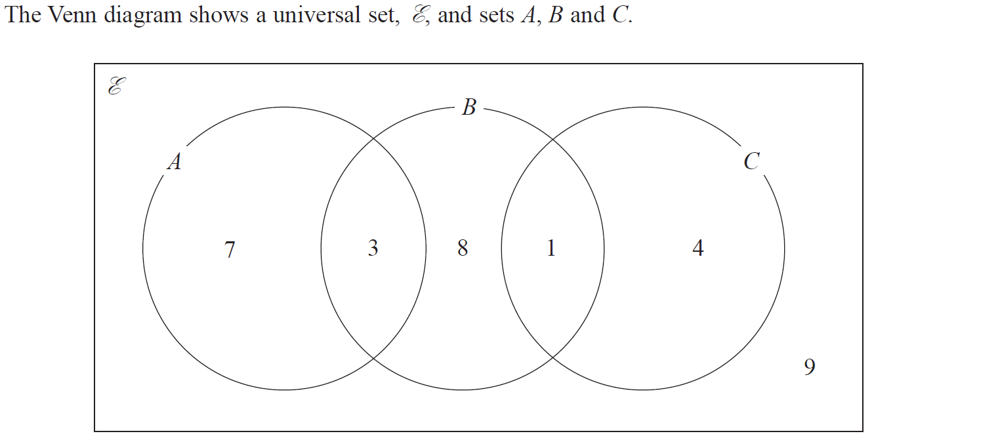 The Venn diagram shows a universal set, ℰ, and sets A, B and C.
ℰ
B
A
C
7 3 8 1 4
9